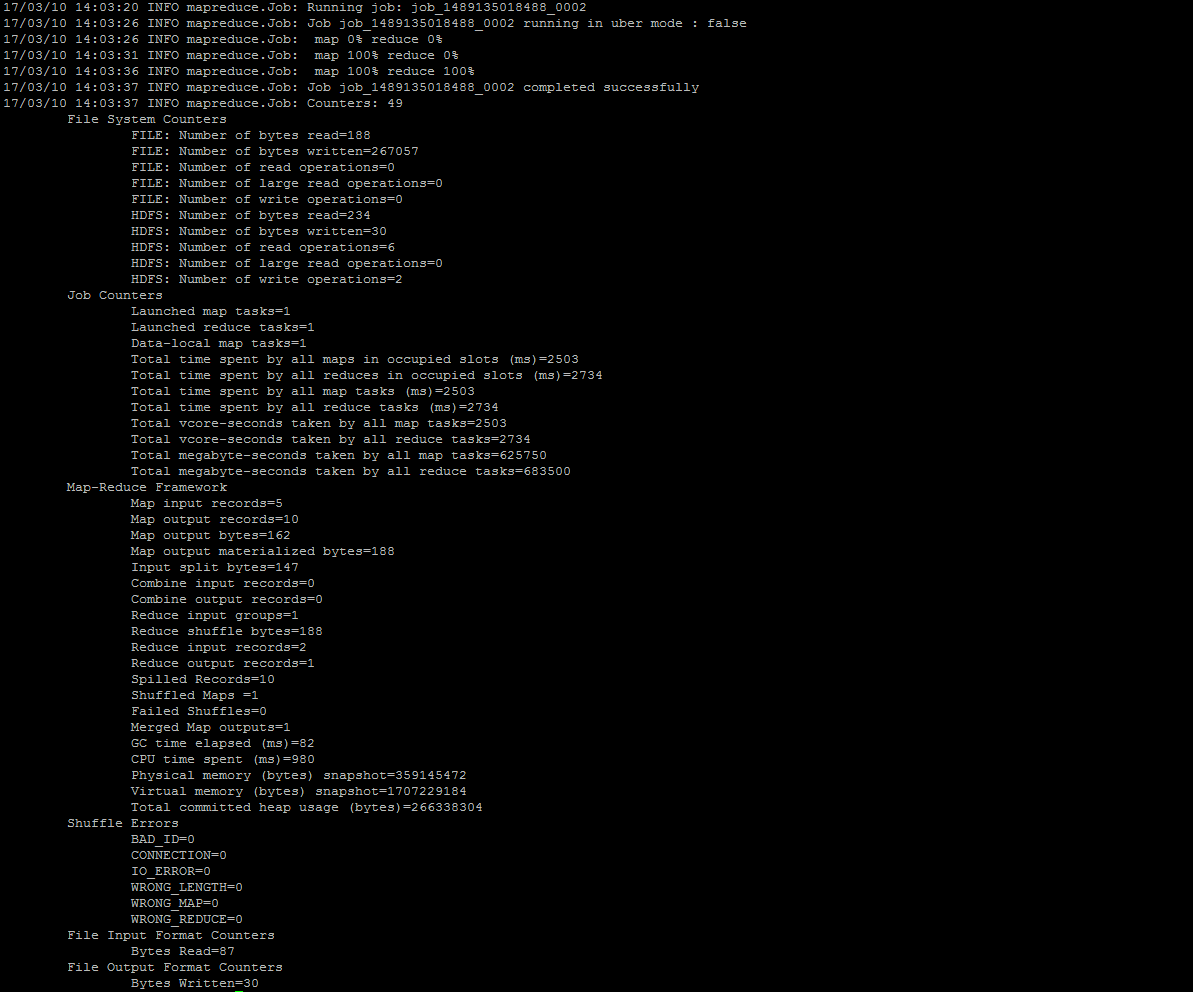 17/03/10 14:03:20 INFO mapreduce.Job: Running job: job_1489135018488_0002
17/03/10 14:03:26 INFO mapreduce.Job: Job job_1489135018488_0002 running in uber mode : false
17/03/10 14:03:26 INFO mapreduce.Job:  map 0% reduce 0%
17/03/10 14:03:31 INFO mapreduce.Job:  map 100% reduce 0%
17/03/10 14:03:36 INFO mapreduce.Job:  map 100% reduce 100%
17/03/10 14:03:37 INFO mapreduce.Job: Job job_1489135018488_0002 completed successfully
17/03/10 14:03:37 INFO mapreduce.Job: Counters: 49
File System Counters
FILE: Number of bytes read=188
FILE: Number of bytes written=267057
FILE: Number of read operations=0
FILE: Number of large read operations=0
FILE: Number of write operations=0
HDFS: Number of bytes read=234
HDFS: Number of bytes written=30
HDFS: Number of read operations=6
HDFS: Number of large read operations=0
HDFS: Number of write operations=2
Job Counters
Launched map tasks=1
Launched reduce tasks=1
Data-local map tasks=1
Total time spent by all maps in occupied slots (ms)=2503
Total time spent by all reduces in occupied slots (ms)=2734
Total time spent by all map tasks (ms)=2503
Total time spent by all reduce tasks (ms)=2734
Total vcore-seconds taken by all map tasks=2503
Total vcore-seconds taken by all reduce tasks=2734
Total megabyte-seconds taken by all map tasks=625750
Total megabyte-seconds taken by all reduce tasks=683500
Map-Reduce Framework
Map input records=5
Map output records=10
Map output bytes=162
Map output materialized bytes=188
Input split bytes=147
Combine input records=0
Combine output records=0
Reduce input groups=1
Reduce shuffle bytes=188
Reduce input records=2
Reduce output records=1
Spilled Records=10
Shuffled Maps =1
Failed Shuffles=0
Merged Map outputs=1
GC time elapsed (ms)=82
CPU time spent (ms)=980
Physical memory (bytes) snapshot=359145472
Virtual memory (bytes) snapshot=1707229184
Total committed heap usage (bytes)=266338304
Shuffle Errors
BAD_ID=0
CONNECTION=0
IO_ERROR=0
WRONG_LENGTH=0
WRONG_MAP=0
WRONG_REDUCE=0
File Input Format Counters
Bytes Read=87
File Output Format Counters
Bytes Written=30